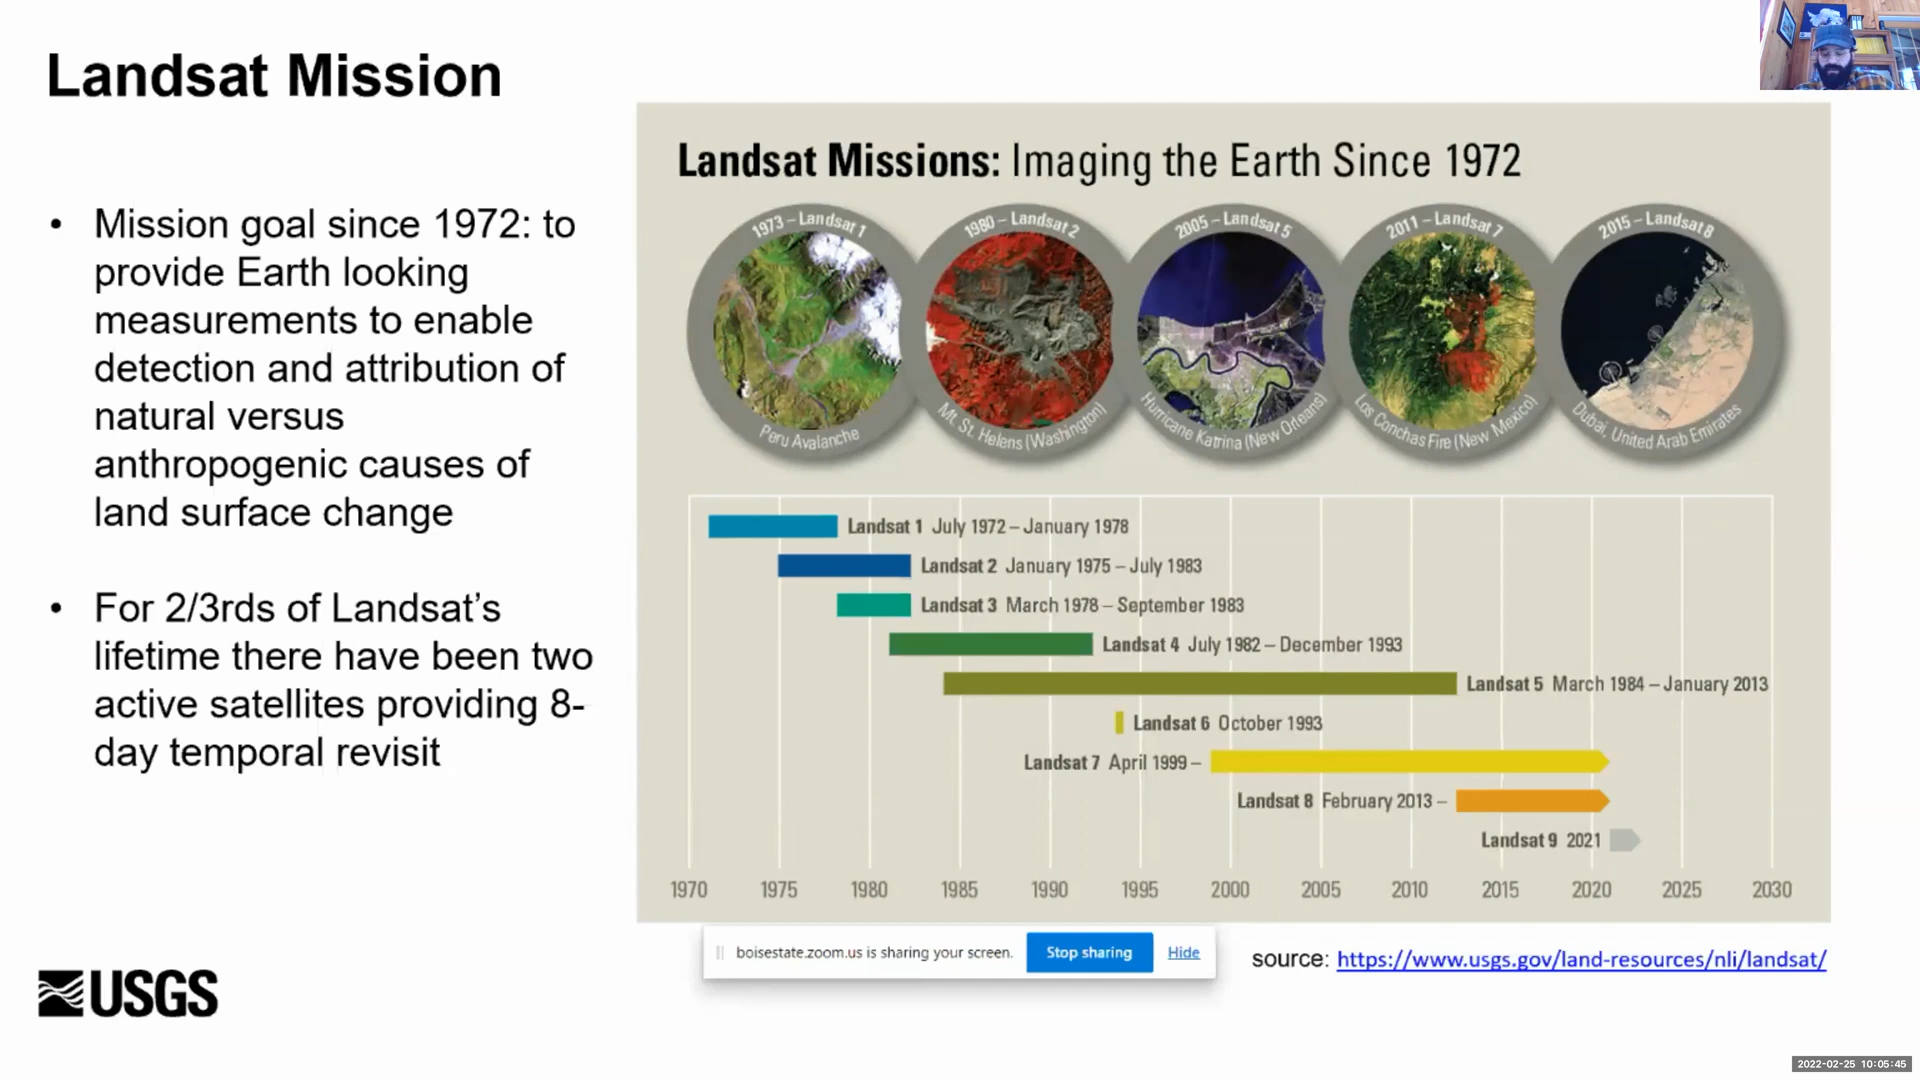 Landsat Mission
• Mission goal since 1972: to
provide Earth looking
measurements to enable
detection and attribution of
natural versus
anthropogenic causes of
land surface change
• For 2/3rds of Landsat’s
lifetime there have been two
active satellites providing 8-
day temporal revisit
Landsat Missions: Imaging the Earth Since 1972
1973 – Landsat 1
Peru Avalanche
1980 – Landsat 2
Mt. St. Helens (Washington)
2005 – Landsat 5
Hurricane Katrina (New Orleans)
2011 – Landsat 7
Los Conchas Fire (New Mexico)
2015 – Landsat 8
Dubai, United Arab Emirates
Landsat 1 July 1972 – January 1978
Landsat 2 January 1975 – July 1983
Landsat 3 March 1978 – September 1983
Landsat 4 July 1982 – December 1993
Landsat 5 March 1984 – January 2013
Landsat 6 October 1993
Landsat 7 April 1999 –
Landsat 8 February 2013 –
Landsat 9 2021
1970 1975 1980 1985 1990 1995 2000 2005 2010 2015 2020 2025 2030
boisestate.zoom.us is sharing your screen. Stop sharing Hide
source: https://www.usgs.gov/land-resources/nli/landsat/
USGS
2022-02-25 10:05:45